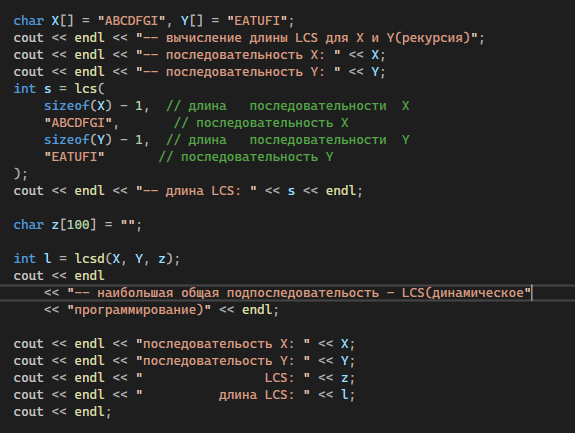 char X[] = "ABCDFGI", Y[] = "EATUFI";
cout << endl << "-- вычисление длины LCS для X и Y(рекурсия)";
cout << endl << "-- последовательность X: " << X;
cout << endl << "-- последовательность Y: " << Y;
int s = lcs(
    sizeof(X) - 1,  // длина   последовательности  X
    "ABCDFGI",       // последовательность X
    sizeof(Y) - 1,  // длина   последовательности  Y
    "EATUFI"       // последовательность Y
);
cout << endl << "-- длина LCS: " << s << endl;

char z[100] = "";

int l = lcsd(X, Y, z);
cout << endl
    << "-- наибольшая общая подпоследовательость - LCS(динамическое"
    << "программирование)" << endl;

cout << endl << "последовательость X: " << X;
cout << endl << "последовательость Y: " << Y;
cout << endl << "                LCS: " << z;
cout << endl << "          длина LCS: " << l;
cout << endl;